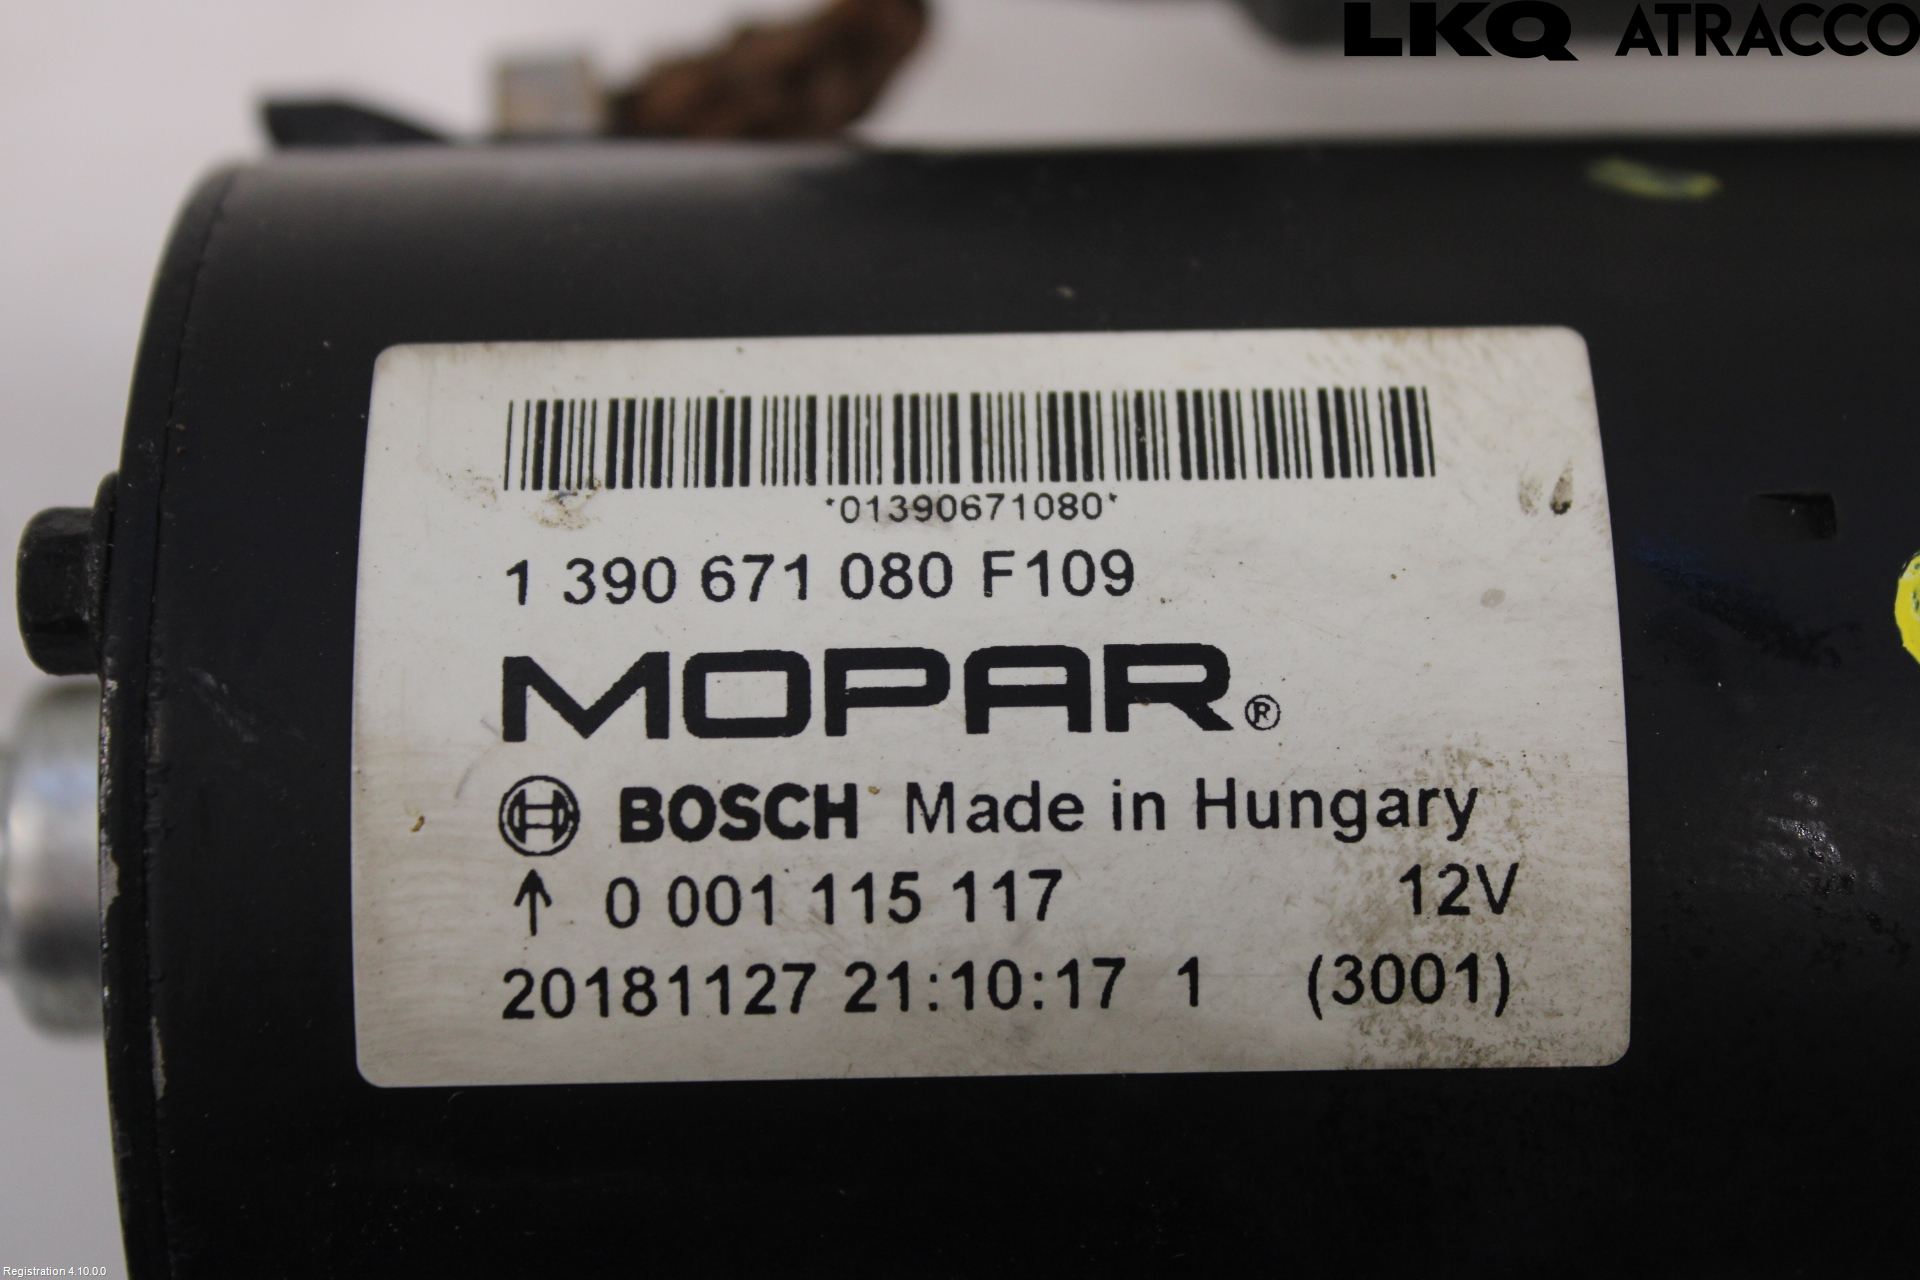 LKQ ATRACCO
*01390671080*
1 390 671 080 F109
MOPAR®
BOSCH Made in Hungary
↑ 0 001 115 117 12V
20181127 21:10:17 1 (3001)
Registration 4.10.0.0